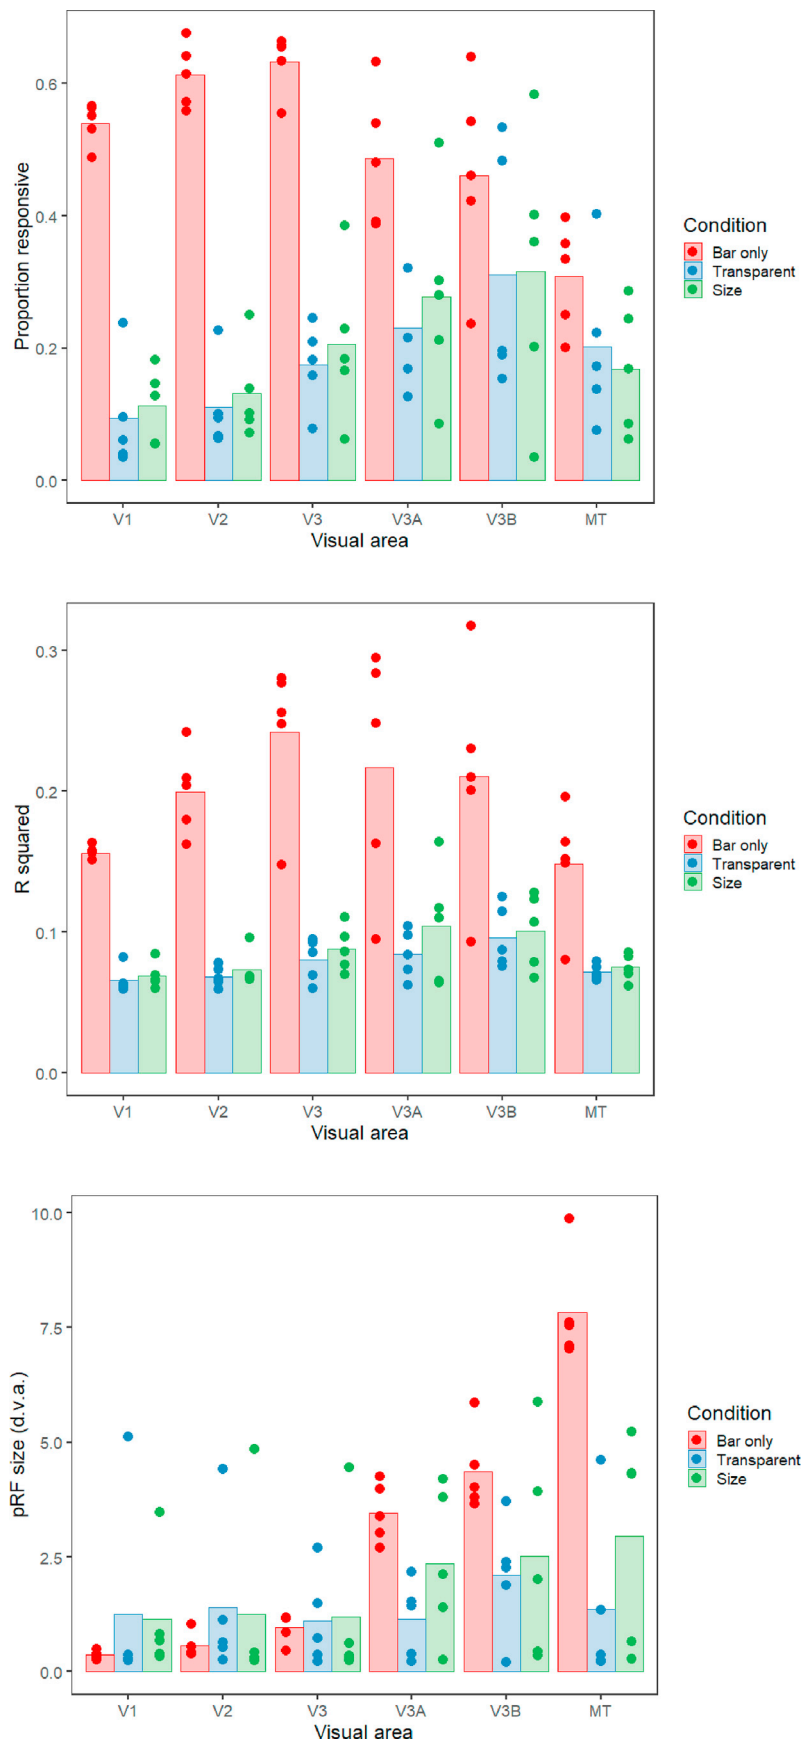 Proportion responsive
0.6
0.4
0.2
0.0
V1 V2 V3 V3A V3B MT
Visual area
Condition
Bar only
Transparent
Size
R squared
0.3
0.2
0.1
0.0
V1 V2 V3 V3A V3B MT
Visual area
Condition
Bar only
Transparent
Size
pRF size (d.v.a.)
10.0
7.5
5.0
2.5
0.0
V1 V2 V3 V3A V3B MT
Visual area
Condition
Bar only
Transparent
Size